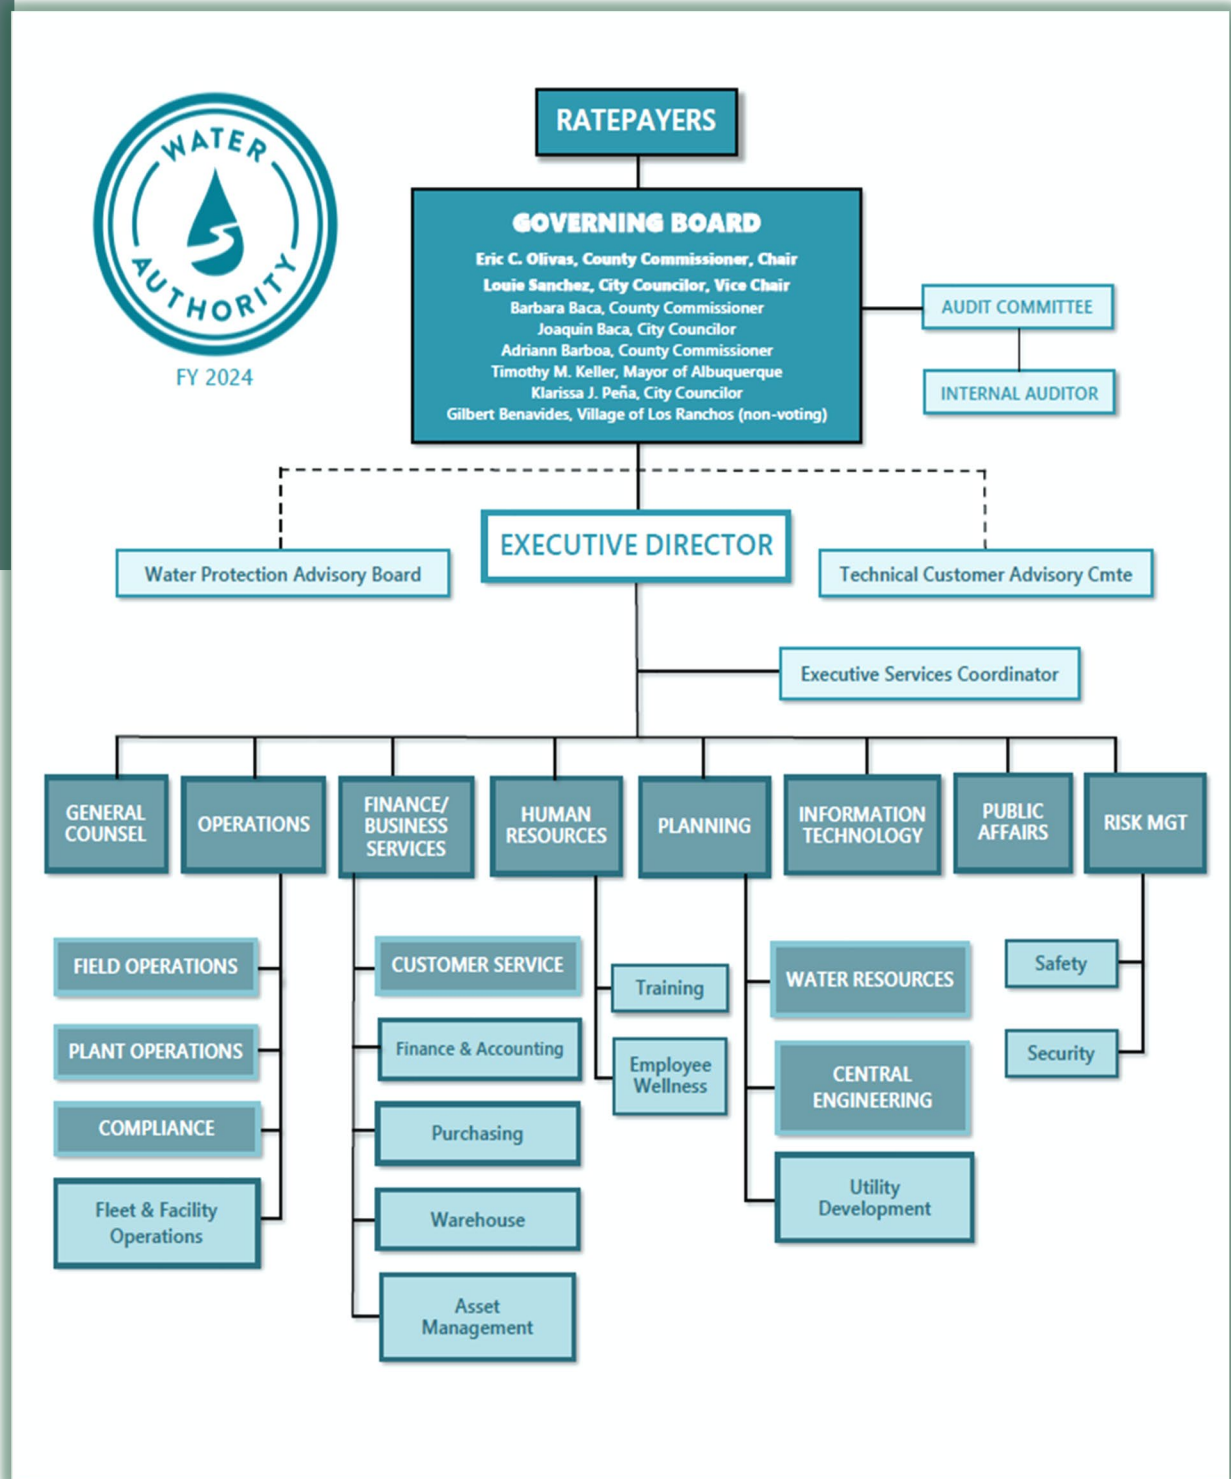 WATER
AUTHORITY
FY 2024
RATEPAYERS
GOVERNING BOARD
Eric C. Olivas, County Commissioner, Chair
Louie Sanchez, City Councilor, Vice Chair
Barbara Baca, County Commissioner
Joaquin Baca, City Councilor
Adriann Barboa, County Commissioner
Timothy M. Keller, Mayor of Albuquerque
Klarissa J. Peña, City Councilor
Gilbert Benavides, Village of Los Ranchos (non-voting)
AUDIT COMMITTEE
INTERNAL AUDITOR
EXECUTIVE DIRECTOR
Water Protection Advisory Board
Technical Customer Advisory Cmte
Executive Services Coordinator
GENERAL
COUNSEL
OPERATIONS
FINANCE/
BUSINESS
SERVICES
HUMAN
RESOURCES
PLANNING
INFORMATION
TECHNOLOGY
PUBLIC
AFFAIRS
RISK MGT
FIELD OPERATIONS
PLANT OPERATIONS
COMPLIANCE
Fleet & Facility
Operations
CUSTOMER SERVICE
Finance & Accounting
Purchasing
Warehouse
Asset
Management
Training
Employee
Wellness
WATER RESOURCES
CENTRAL
ENGINEERING
Utility
Development
Safety
Security